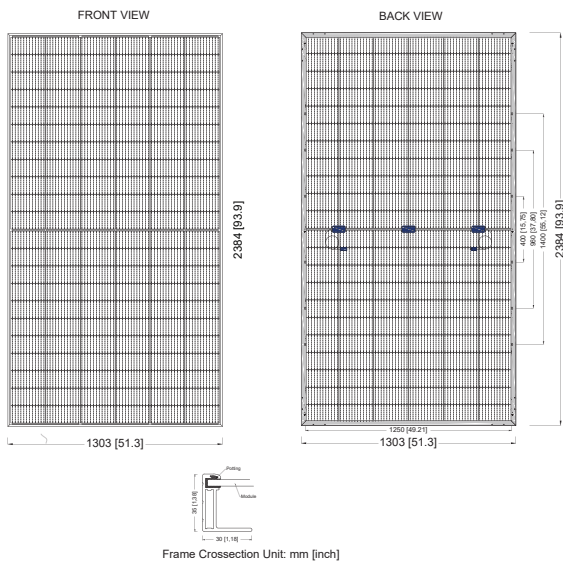 FRONT VIEW
BACK VIEW
2384 [93.9]
1303 [51.3]
400 [15,75]
980 [37,80]
1400 [55,12]
2384 [93.9]
1250 [49.21]
1303 [51.3]
Potting
Module
35 [1,38]
30 [1,18]
Frame Crossection Unit: mm [inch]